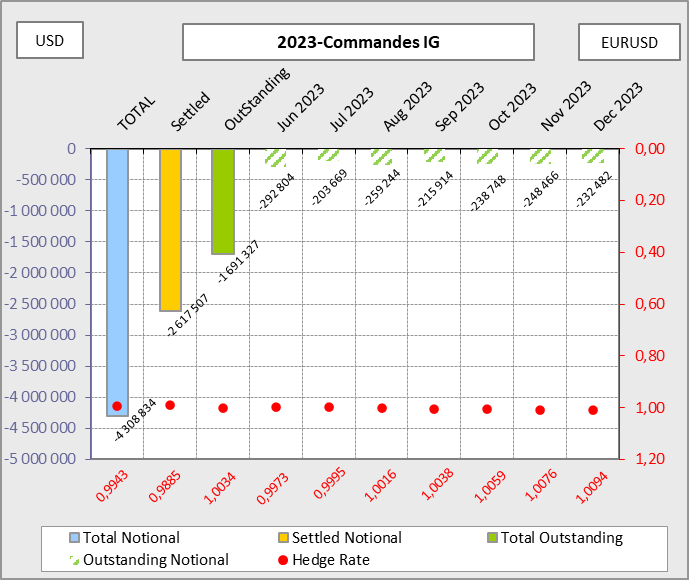 USD
2023-Commandes IG
EURUSD
TOTAL
Settled
OutStanding
Jun 2023
Jul 2023
Aug 2023
Sep 2023
Oct 2023
Nov 2023
Dec 2023
0
-500 000
-1 000 000
-1 500 000
-2 000 000
-2 500 000
-3 000 000
-3 500 000
-4 000 000
-4 500 000
-5 000 000
-4 308 834
-2 617 507
-1 691 327
-292 804
-203 669
-259 244
-215 914
-238 748
-248 466
-232 482
0,00
0,20
0,40
0,60
0,80
1,00
1,20
0,9943
0,9885
1,0034
0,9973
0,9995
1,0016
1,0038
1,0059
1,0076
1,0094
Total Notional
Settled Notional
Total Outstanding
Outstanding Notional
Hedge Rate